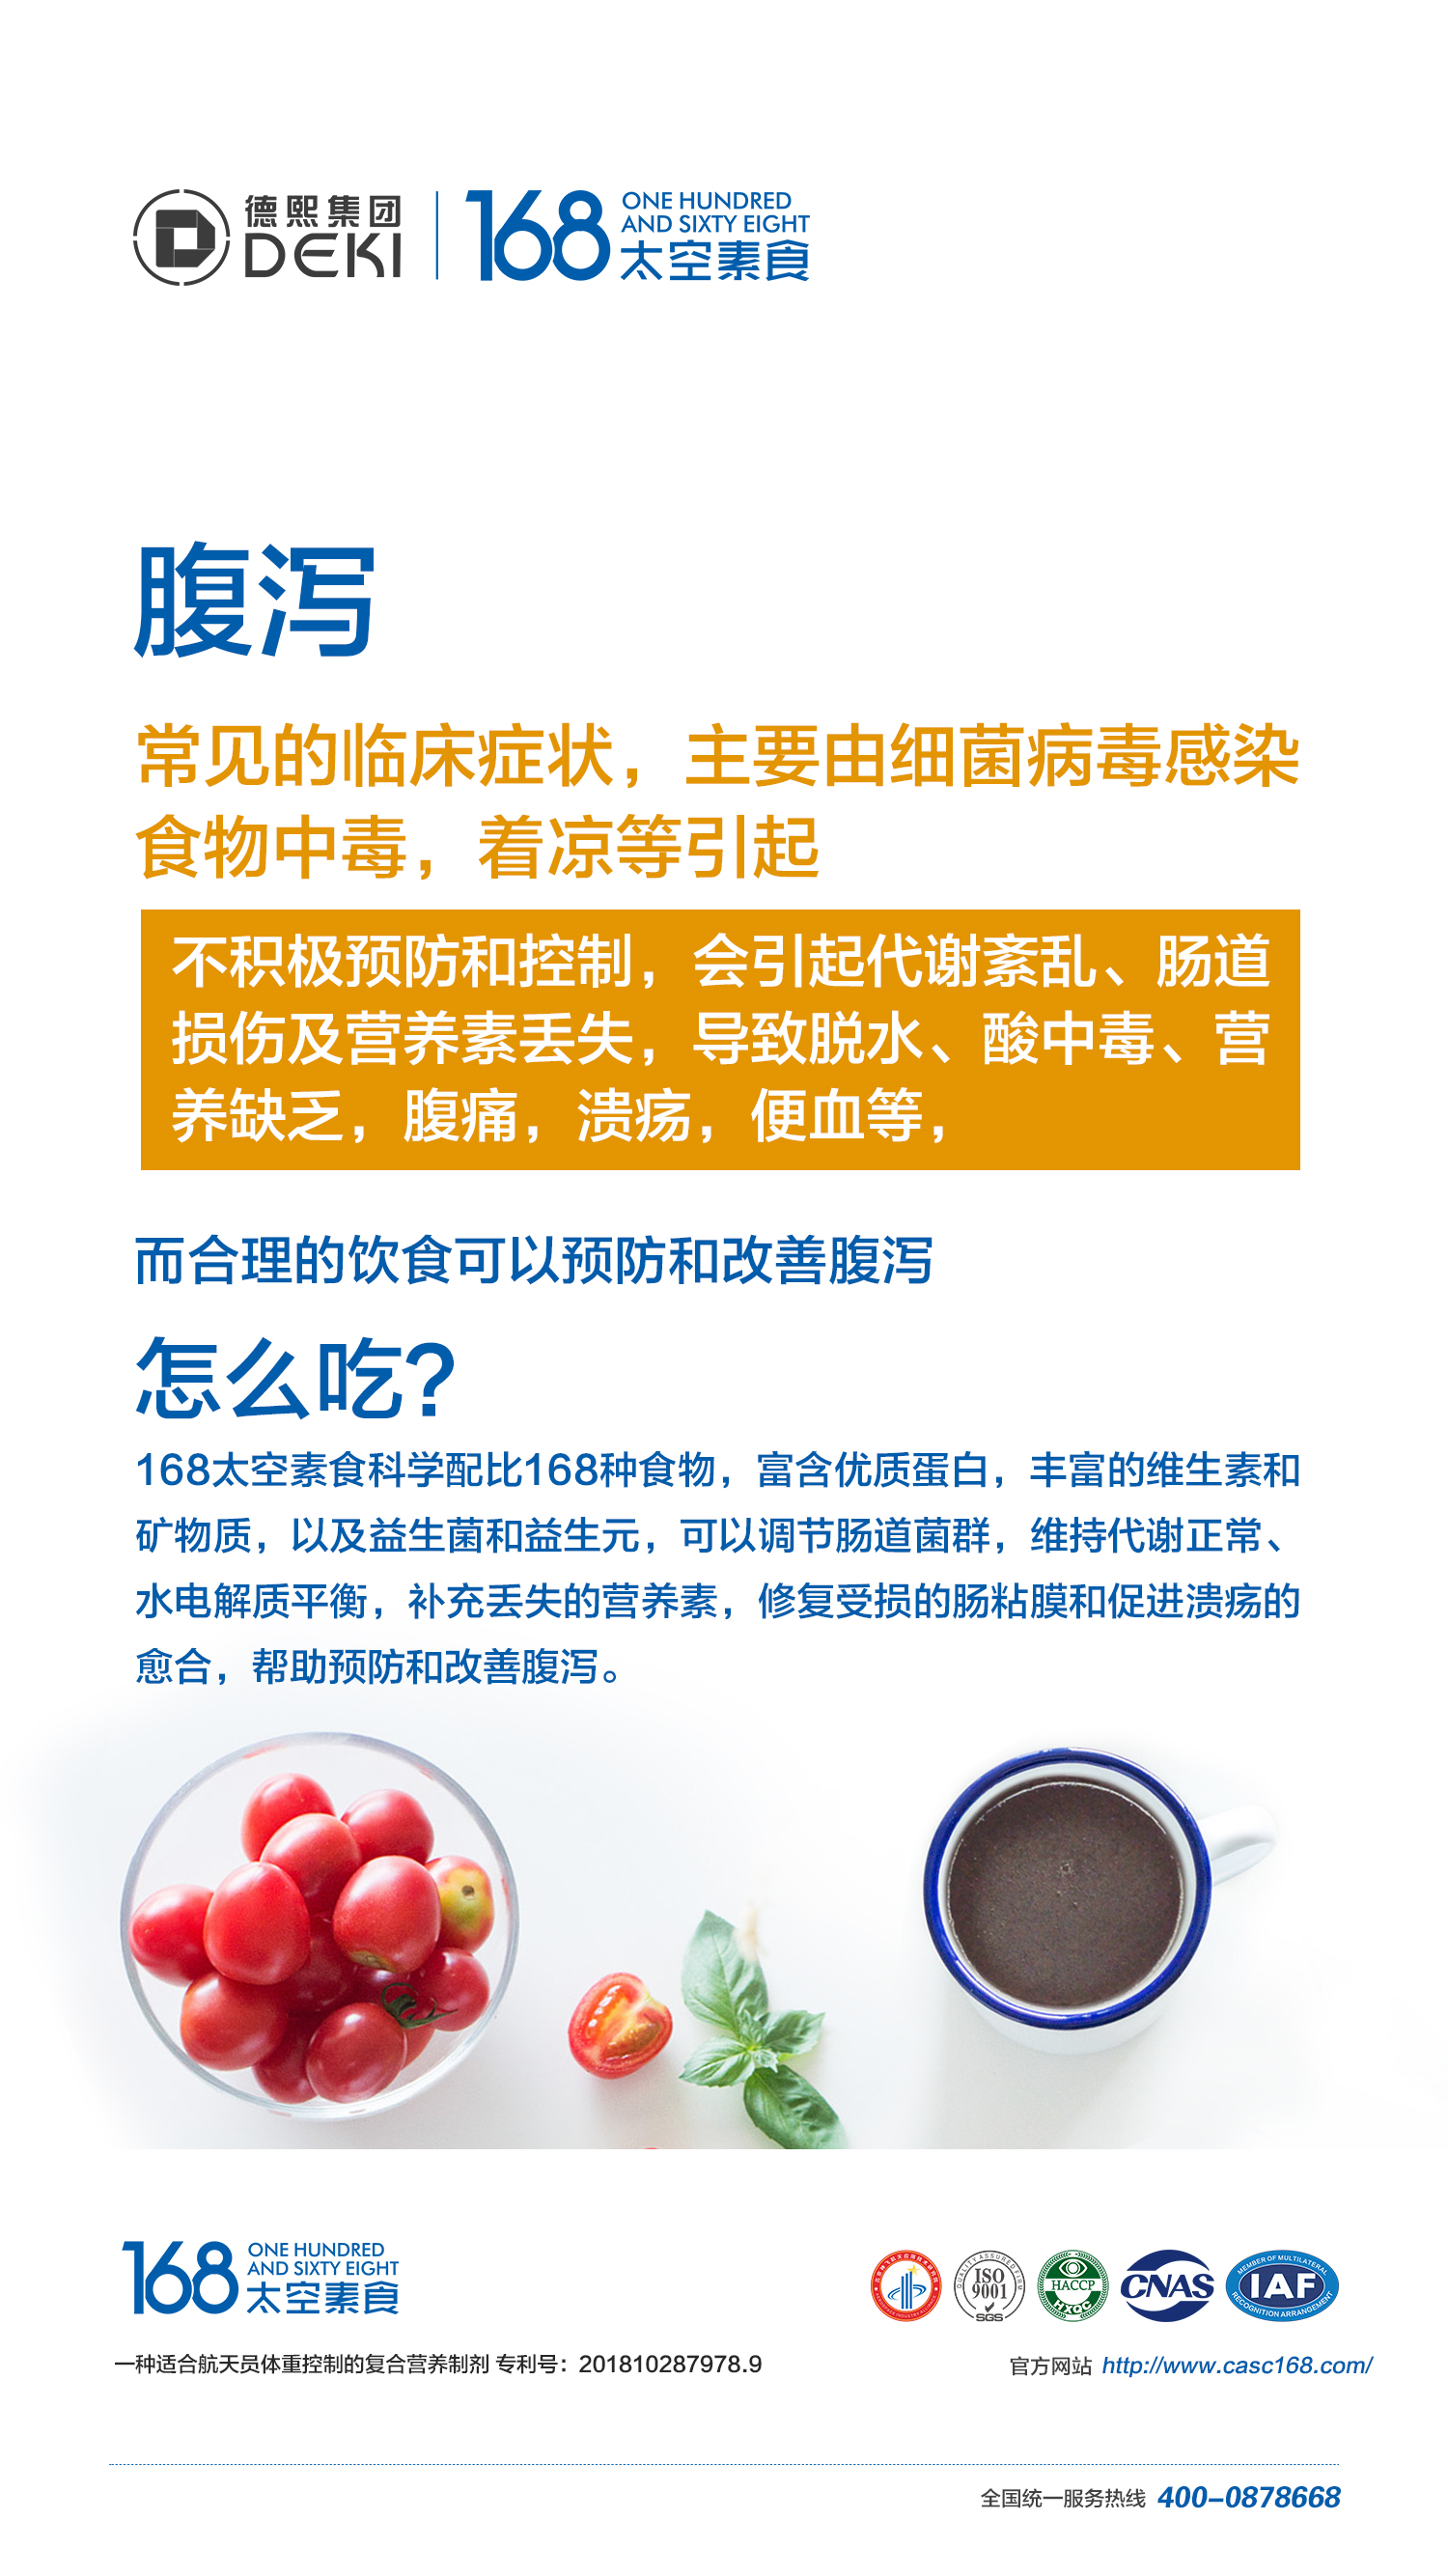 德熙集团
DEKI
168
ONE HUNDRED
AND SIXTY EIGHT
太空素食
腹泻
常见的临床症状，主要由细菌病毒感染
食物中毒，着凉等引起
不积极预防和控制，会引起代谢紊乱、肠道
损伤及营养素丢失，导致脱水、酸中毒、营
养缺乏，腹痛，溃疡，便血等，
而合理的饮食可以预防和改善腹泻
怎么吃?
168太空素食科学配比168种食物，富含优质蛋白，丰富的维生素和
矿物质，以及益生菌和益生元，可以调节肠道菌群，维持代谢正常、
水电解质平衡，补充丢失的营养素，修复受损的肠粘膜和促进溃疡的
愈合，帮助预防和改善腹泻。
168
ONE HUNDRED
AND SIXTY EIGHT
太空素食
QUALITY ASSURED FIRM
ISO
9001
SGS
HACCP
HXQC
CNAS
MEMBER OF MULTILATERAL
IAF
RECOGNITION ARRANGEMENT
一种适合航天员体重控制的复合营养制剂 专利号：201810287978.9
官方网站 http://www.casc168.com/
全国统一服务热线 400-0878668